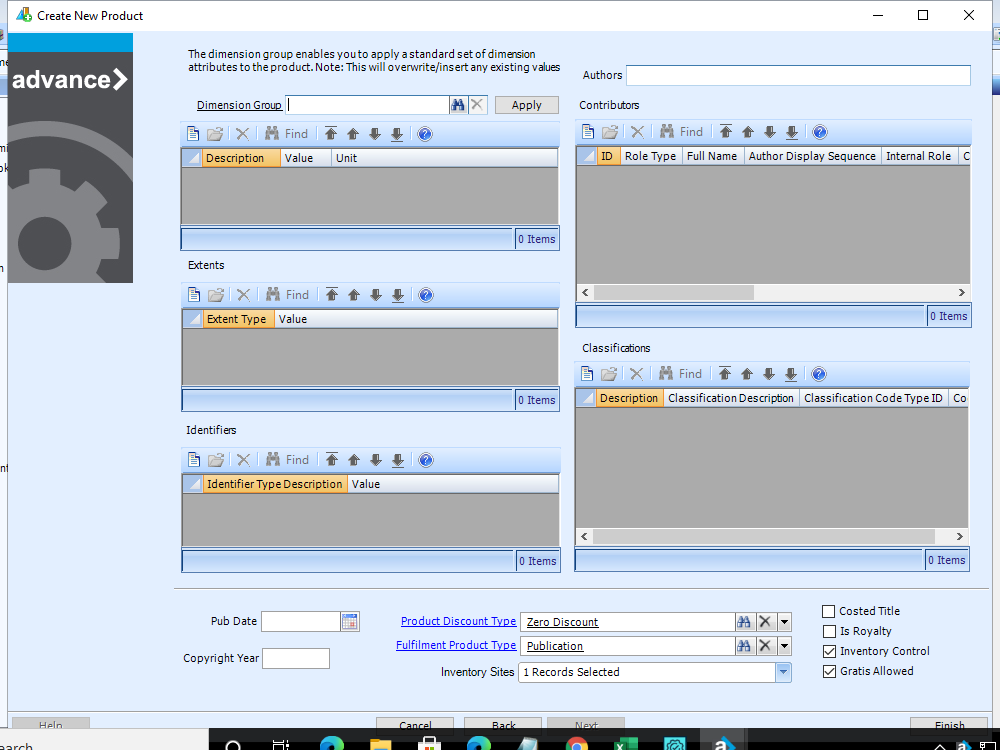 Create New Product
advance
The dimension group enables you to apply a standard set of dimension
attributes to the product. Note: This will overwrite/insert any existing values
Dimension Group
Apply
Find
Description Value Unit
0 Items
Extents
Find
Extent Type Value
0 Items
Identifiers
Find
Identifier Type Description Value
0 Items
Authors
Contributors
Find
ID Role Type Full Name Author Display Sequence Internal Role C
0 Items
Classifications
Find
Description Classification Description Classification Code Type ID Co
0 Items
Pub Date
Copyright Year
Product Discount Type Zero Discount
Fulfilment Product Type Publication
Inventory Sites 1 Records Selected
Costed Title
Is Royalty
Inventory Control
Gratis Allowed
Help Cancel Back Next Finish
earch